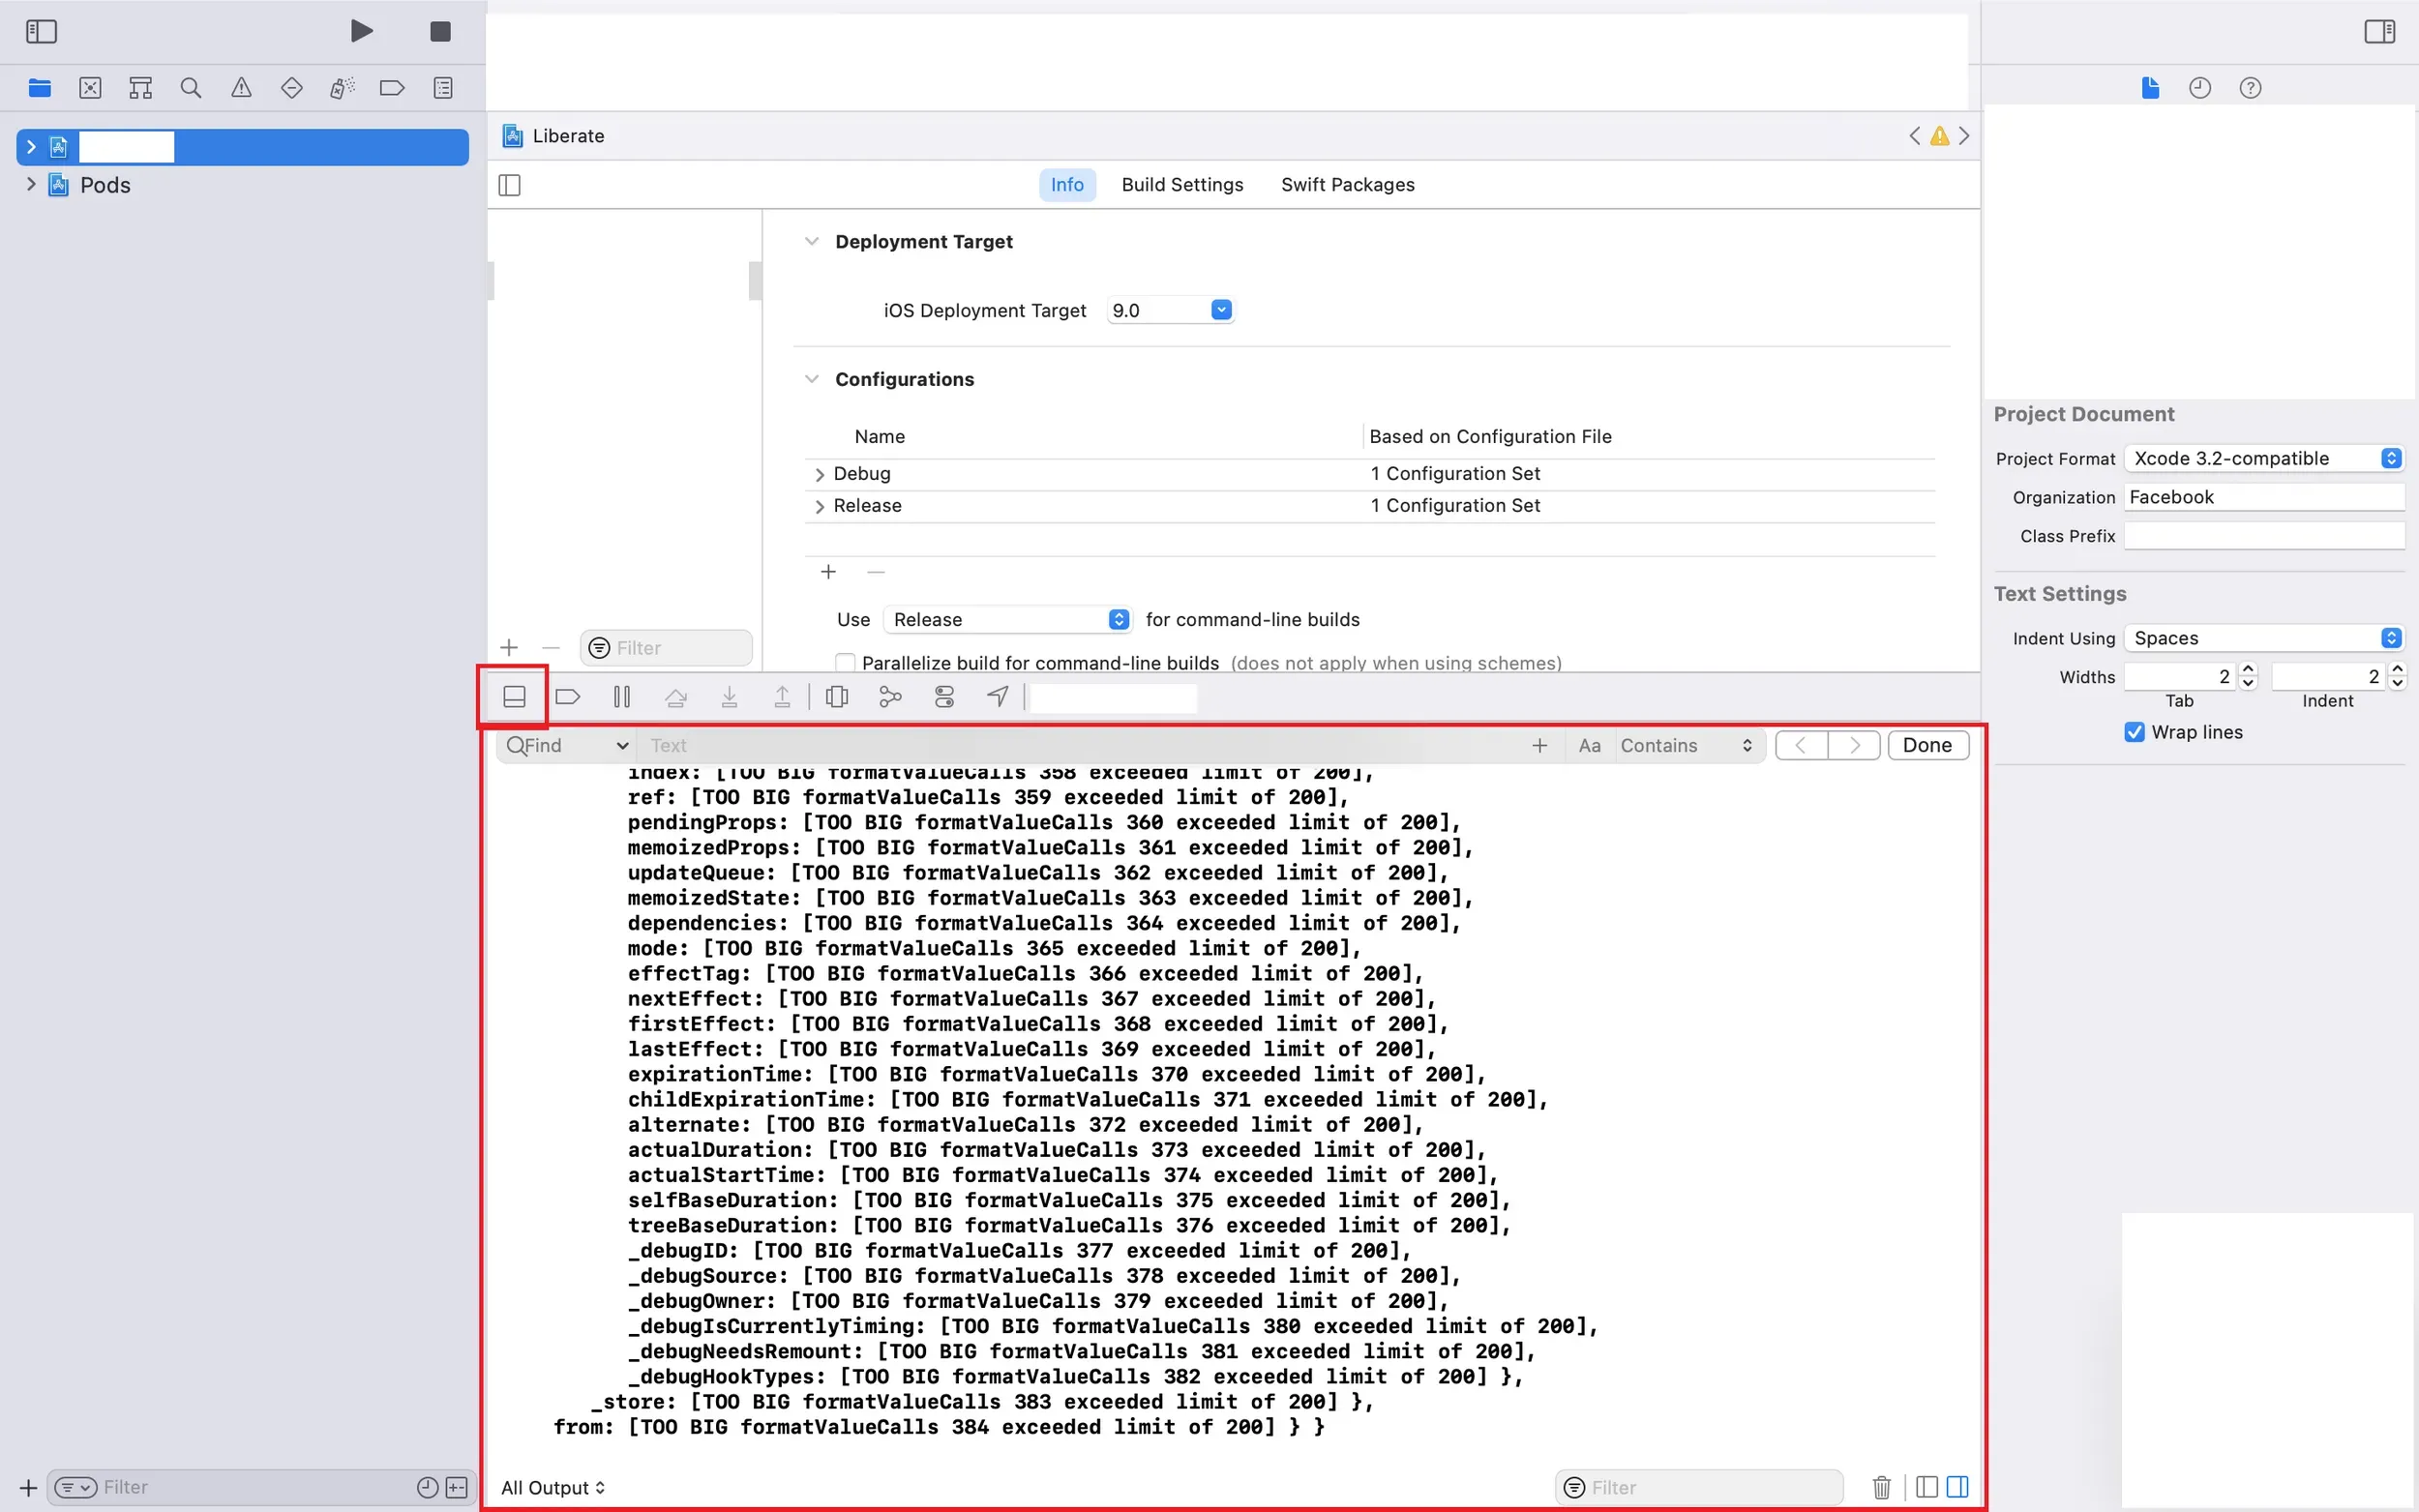 Pods
Liberate
Info Build Settings Swift Packages
Deployment Target
iOS Deployment Target 9.0
Configurations
Name Based on Configuration File
Debug 1 Configuration Set
Release 1 Configuration Set
Use Release for command-line builds
Parallelize build for command-line builds (does not apply when using schemes)
Filter
Find Text Aa Contains Done
index: [TOO BIG formatValueCalls 358 exceeded limit of 200],
ref: [TOO BIG formatValueCalls 359 exceeded limit of 200],
pendingProps: [TOO BIG formatValueCalls 360 exceeded limit of 200],
memoizedProps: [TOO BIG formatValueCalls 361 exceeded limit of 200],
updateQueue: [TOO BIG formatValueCalls 362 exceeded limit of 200],
memoizedState: [TOO BIG formatValueCalls 363 exceeded limit of 200],
dependencies: [TOO BIG formatValueCalls 364 exceeded limit of 200],
mode: [TOO BIG formatValueCalls 365 exceeded limit of 200],
effectTag: [TOO BIG formatValueCalls 366 exceeded limit of 200],
nextEffect: [TOO BIG formatValueCalls 367 exceeded limit of 200],
firstEffect: [TOO BIG formatValueCalls 368 exceeded limit of 200],
lastEffect: [TOO BIG formatValueCalls 369 exceeded limit of 200],
expirationTime: [TOO BIG formatValueCalls 370 exceeded limit of 200],
childExpirationTime: [TOO BIG formatValueCalls 371 exceeded limit of 200],
alternate: [TOO BIG formatValueCalls 372 exceeded limit of 200],
actualDuration: [TOO BIG formatValueCalls 373 exceeded limit of 200],
actualStartTime: [TOO BIG formatValueCalls 374 exceeded limit of 200],
selfBaseDuration: [TOO BIG formatValueCalls 375 exceeded limit of 200],
treeBaseDuration: [TOO BIG formatValueCalls 376 exceeded limit of 200],
_debugID: [TOO BIG formatValueCalls 377 exceeded limit of 200],
_debugSource: [TOO BIG formatValueCalls 378 exceeded limit of 200],
_debugOwner: [TOO BIG formatValueCalls 379 exceeded limit of 200],
_debugIsCurrentlyTiming: [TOO BIG formatValueCalls 380 exceeded limit of 200],
_debugNeedsRemount: [TOO BIG formatValueCalls 381 exceeded limit of 200],
_debugHookTypes: [TOO BIG formatValueCalls 382 exceeded limit of 200] },
_store: [TOO BIG formatValueCalls 383 exceeded limit of 200] },
from: [TOO BIG formatValueCalls 384 exceeded limit of 200] } }
Filter
All Output
Filter
Project Document
Project Format Xcode 3.2-compatible
Organization Facebook
Class Prefix
Text Settings
Indent Using Spaces
Widths 2 2
Tab Indent
Wrap lines